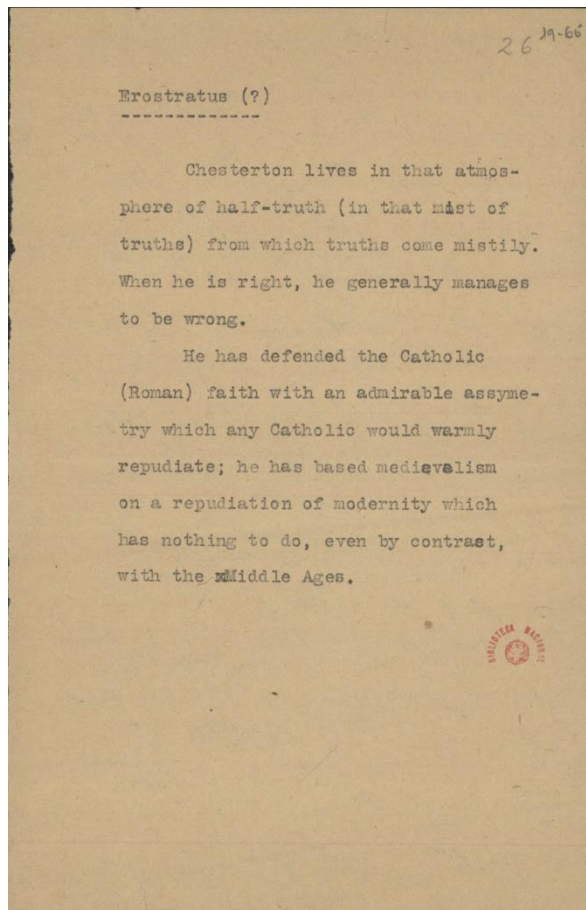 26 19-66
Erostratus (?)
-------------
Chesterton lives in that atmos-
phere of half-truth (in that mist of
truths) from which truths come mistily.
When he is right, he generally manages
to be wrong.
He has defended the Catholic
(Roman) faith with an admirable assyme-
try which any Catholic would warmly
repudiate; he has based medievalism
on a repudiation of modernity which
has nothing to do, even by contrast,
with the xMiddle Ages.
BIBLIOTECA NACIONAL